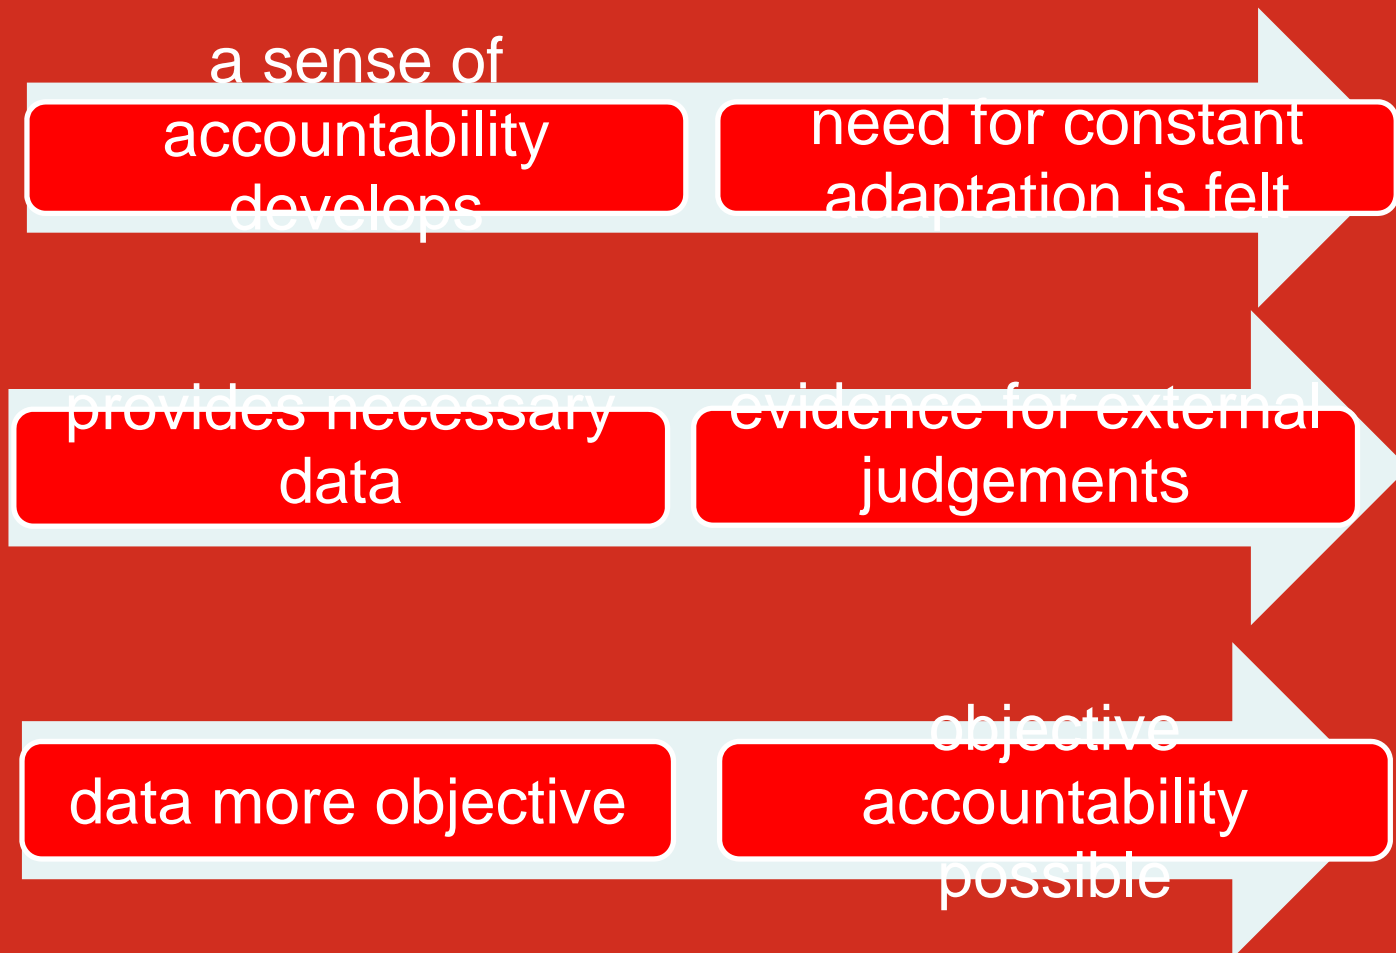 a sense of
accountability
develops
need for constant
adaptation is felt
provides necessary
data
evidence for external
judgements
data more objective
objective
accountability
possible